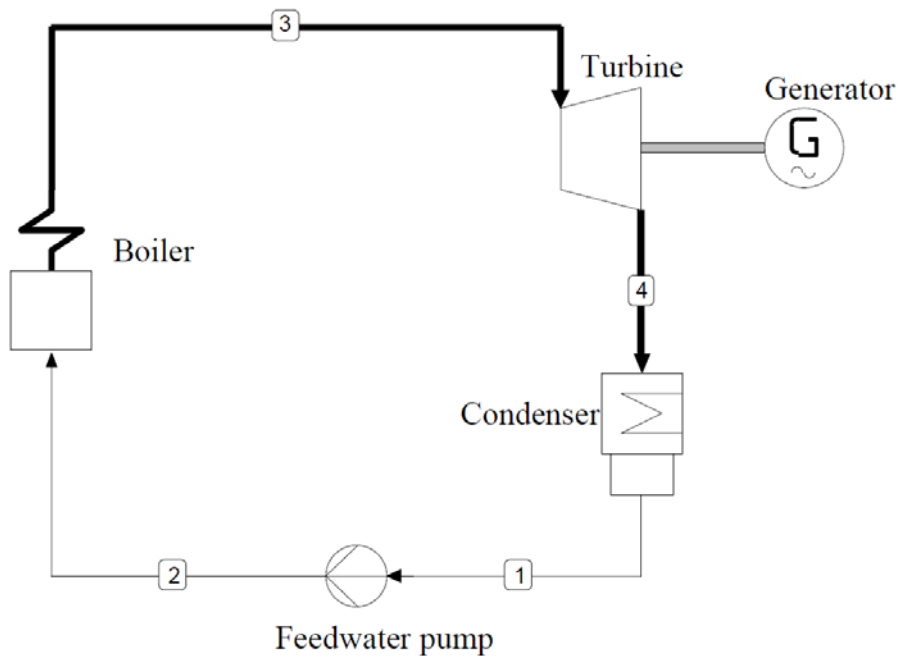 3
Turbine
Generator
G
Boiler
4
Condenser
2
1
Feedwater pump